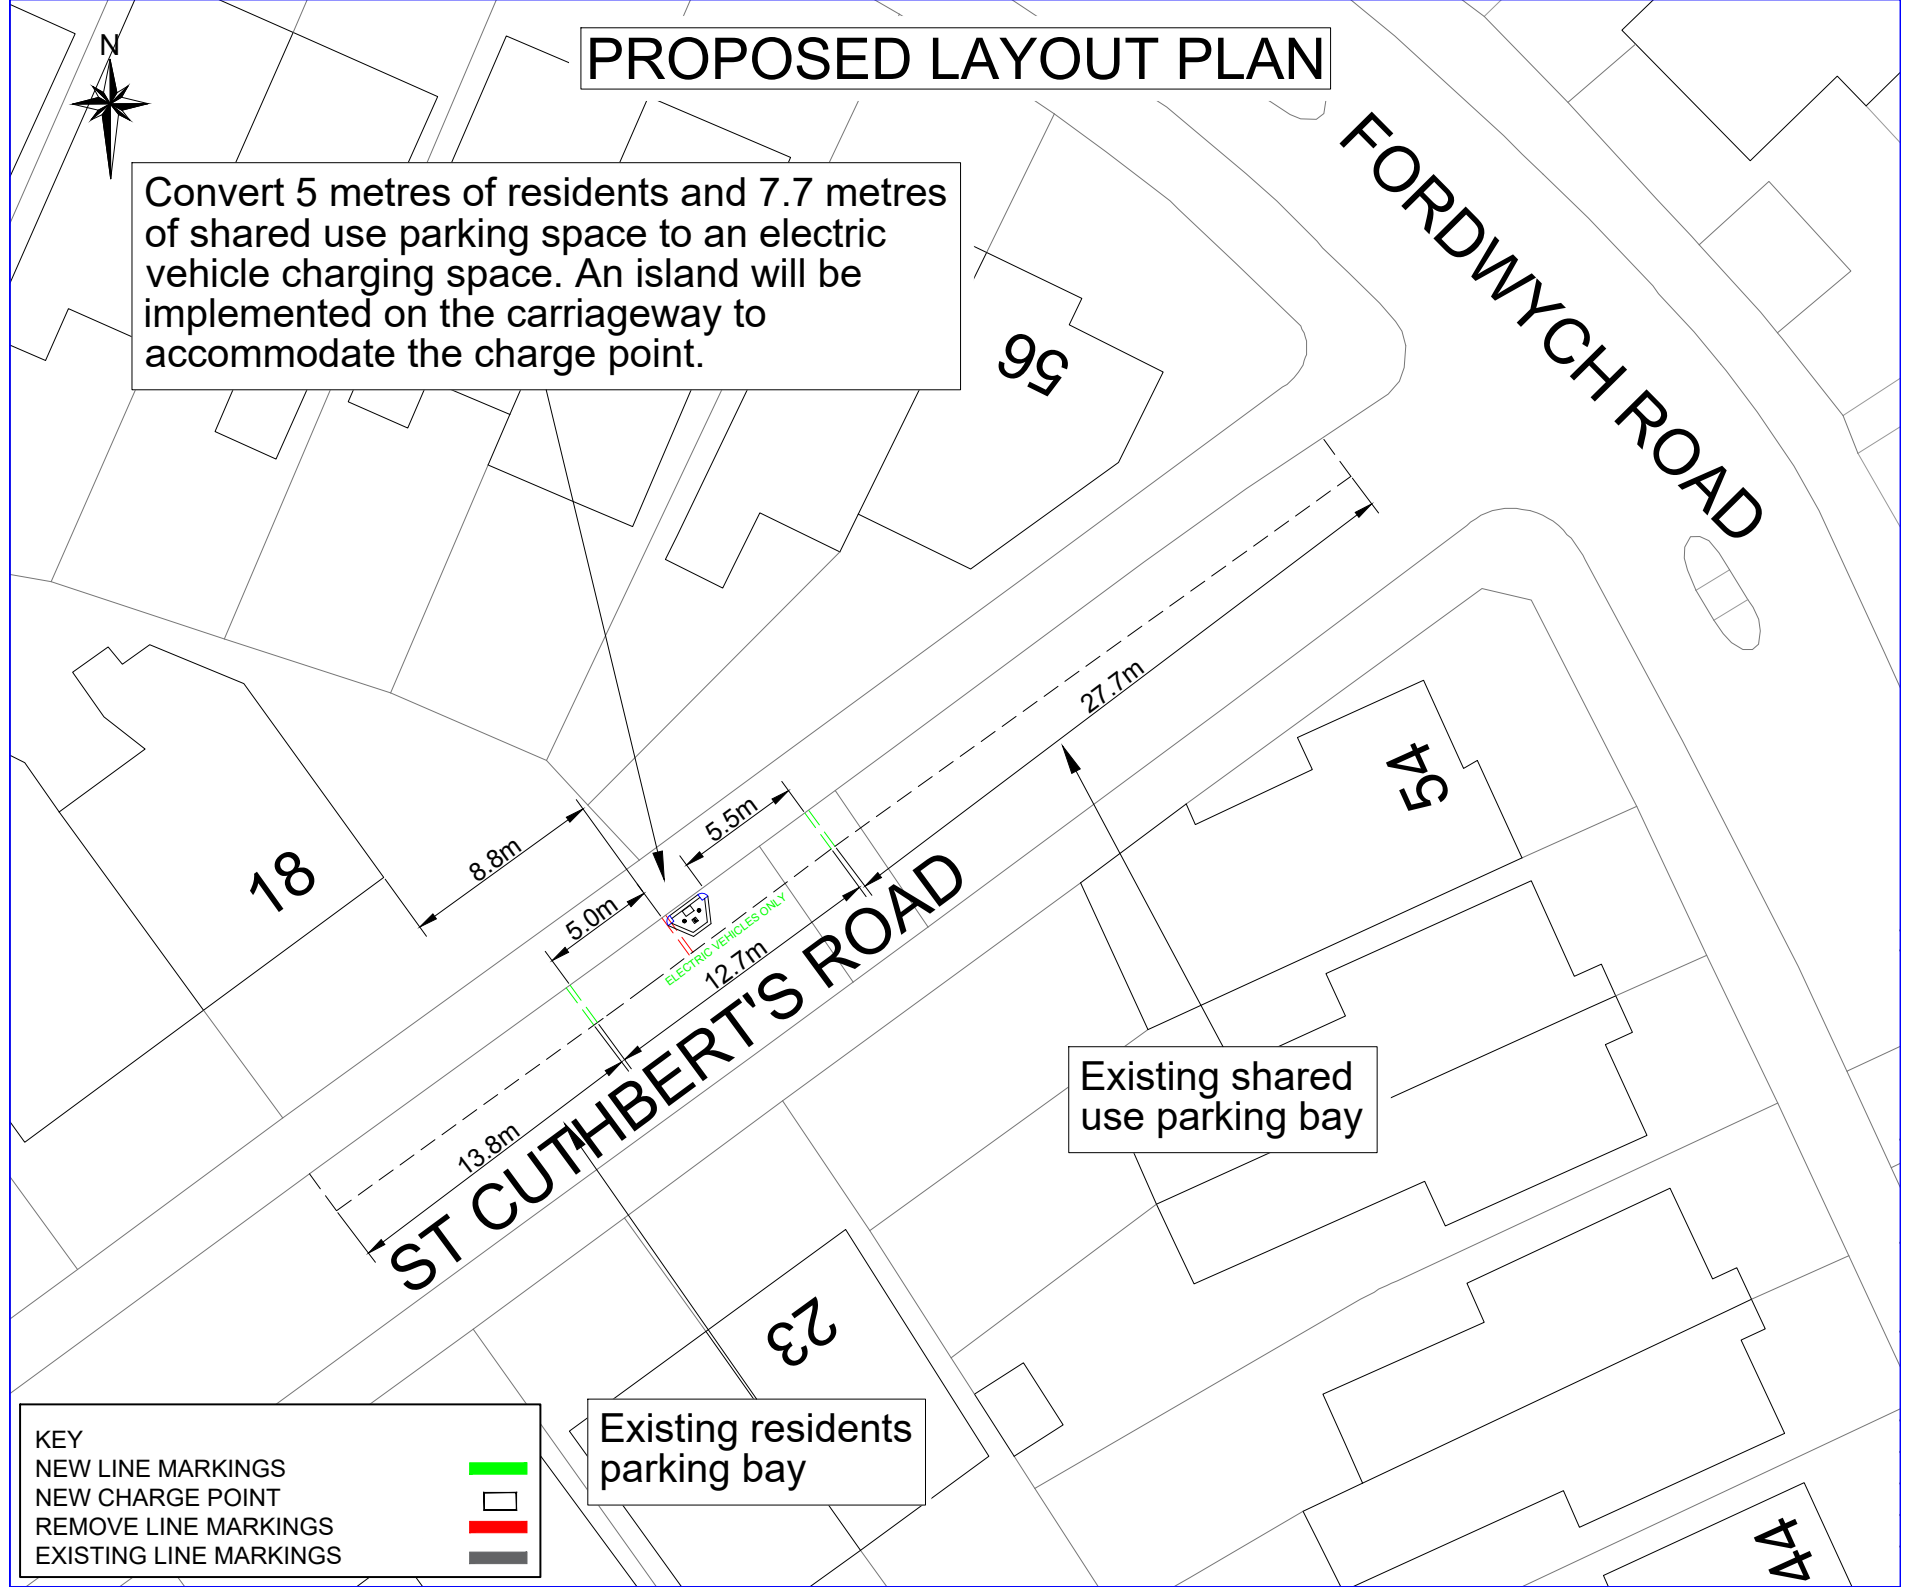 PROPOSED LAYOUT PLAN
N
FORDWYCH ROAD
Convert 5 metres of residents and 7.7 metres
of shared use parking space to an electric
vehicle charging space. An island will be
implemented on the carriageway to
accommodate the charge point.
56
27.7m
54
5.5m
8.8m
18
5.0m
ELECTRIC VEHICLES ONLY
12.7m
13.8m
ST CUTHBERT'S ROAD
Existing shared
use parking bay
23
Existing residents
parking bay
44
KEY
NEW LINE MARKINGS
NEW CHARGE POINT
REMOVE LINE MARKINGS
EXISTING LINE MARKINGS